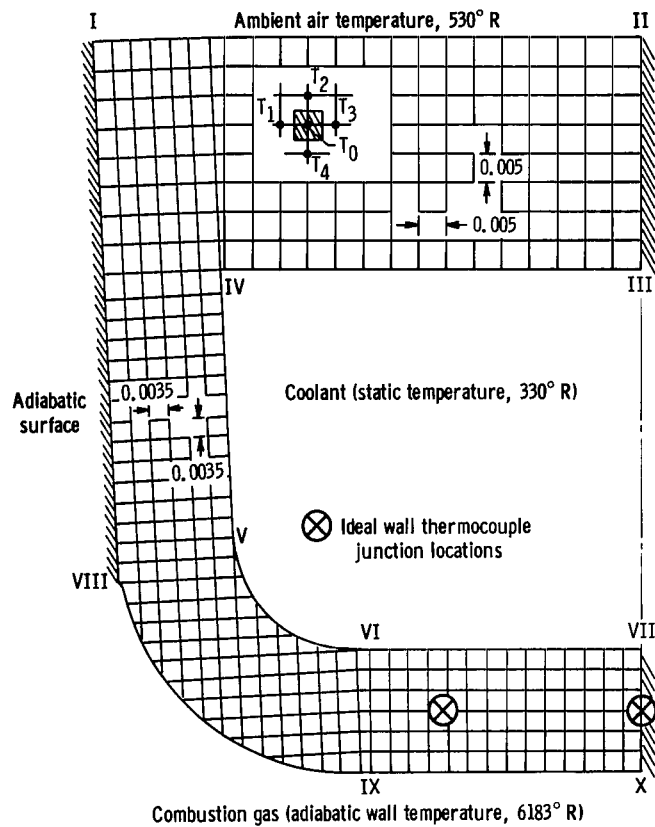 I
Ambient air temperature, 530° R
II
T2
T1
T3
T0
T4
0.005
0.005
IV
III
0.0035
Coolant (static temperature, 330° R)
Adiabatic
surface
0.0035
Ideal wall thermocouple
junction locations
V
VIII
VI
VII
IX
X
Combustion gas (adiabatic wall temperature, 6183° R)